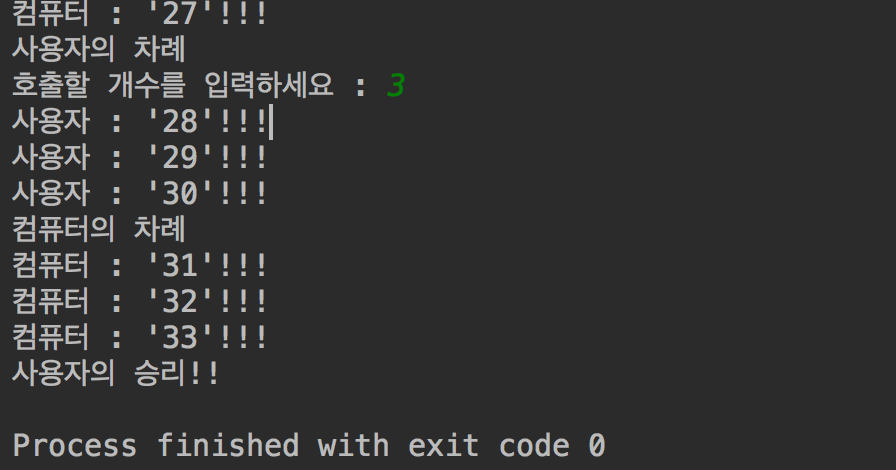 컴퓨터 : '27'!!!
사용자의 차례
호출할 개수를 입력하세요 : 3
사용자 : '28'!!!
사용자 : '29'!!!
사용자 : '30'!!!
컴퓨터의 차례
컴퓨터 : '31'!!!
컴퓨터 : '32'!!!
컴퓨터 : '33'!!!
사용자의 승리!!
Process finished with exit code 0